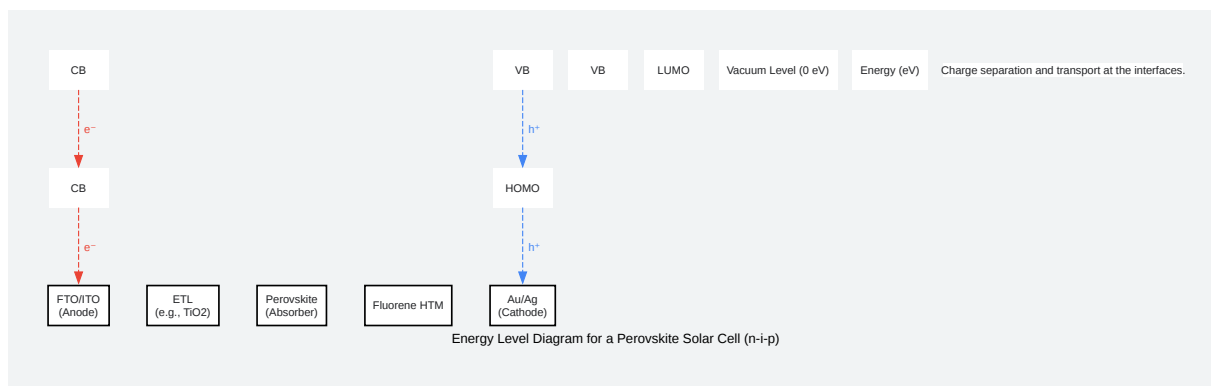 CB
VB
VB
LUMO
Vacuum Level (0 eV)
Energy (eV)
Charge separation and transport at the interfaces.
e⁻
h⁺
CB
HOMO
e⁻
h⁺
FTO/ITO
(Anode)
ETL
(e.g., TiO2)
Perovskite
(Absorber)
Fluorene HTM
Au/Ag
(Cathode)
Energy Level Diagram for a Perovskite Solar Cell (n-i-p)